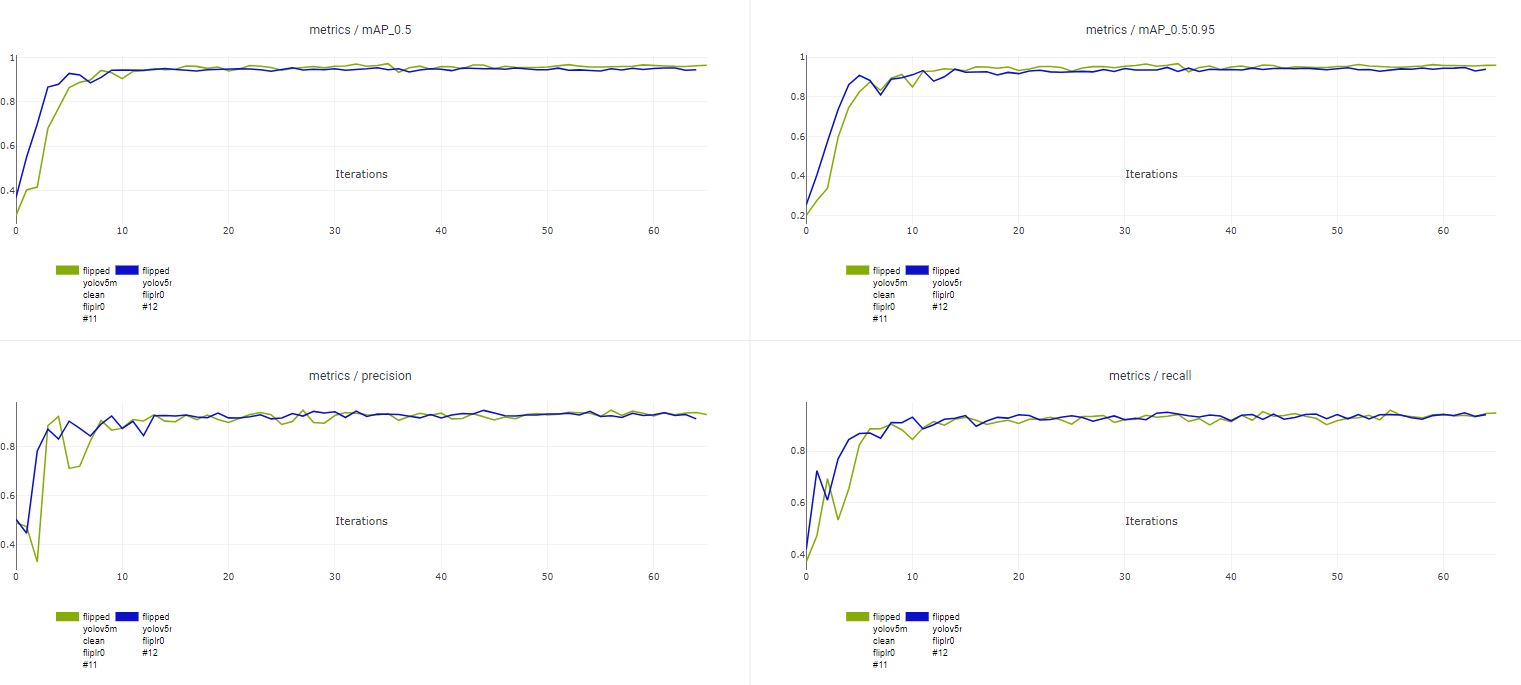 metrics / mAP_0.5
1
0.8
0.6
0.4
Iterations
0 10 20 30 40 50 60
flipped
yolov5m
clean
fliplr0
#11
flipped
yolov5r
fliplr0
#12
metrics / mAP_0.5:0.95
1
0.8
0.6
0.4
0.2
Iterations
0 10 20 30 40 50 60
flipped
yolov5m
clean
fliplr0
#11
flipped
yolov5r
fliplr0
#12
metrics / precision
0.8
0.6
0.4
Iterations
0 10 20 30 40 50 60
flipped
yolov5m
clean
fliplr0
#11
flipped
yolov5r
fliplr0
#12
metrics / recall
0.8
0.6
0.4
Iterations
0 10 20 30 40 50 60
flipped
yolov5m
clean
fliplr0
#11
flipped
yolov5r
fliplr0
#12